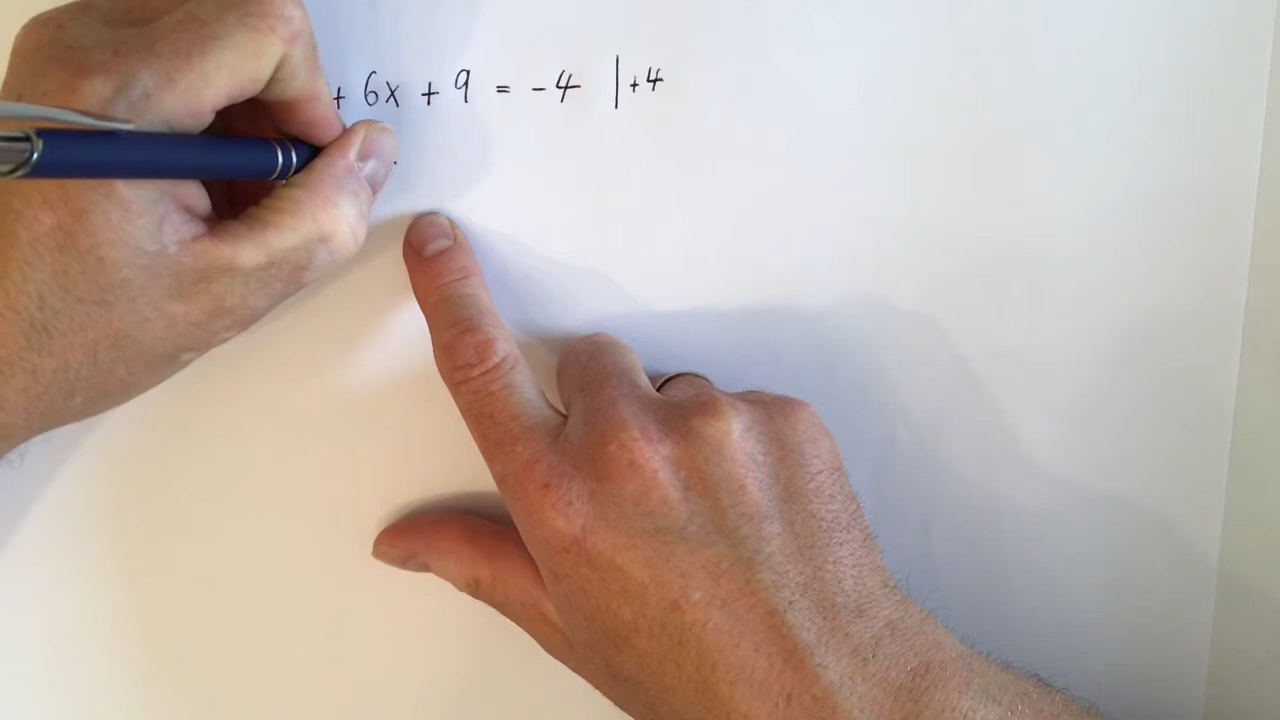 + 6x + 9 = -4 | +4